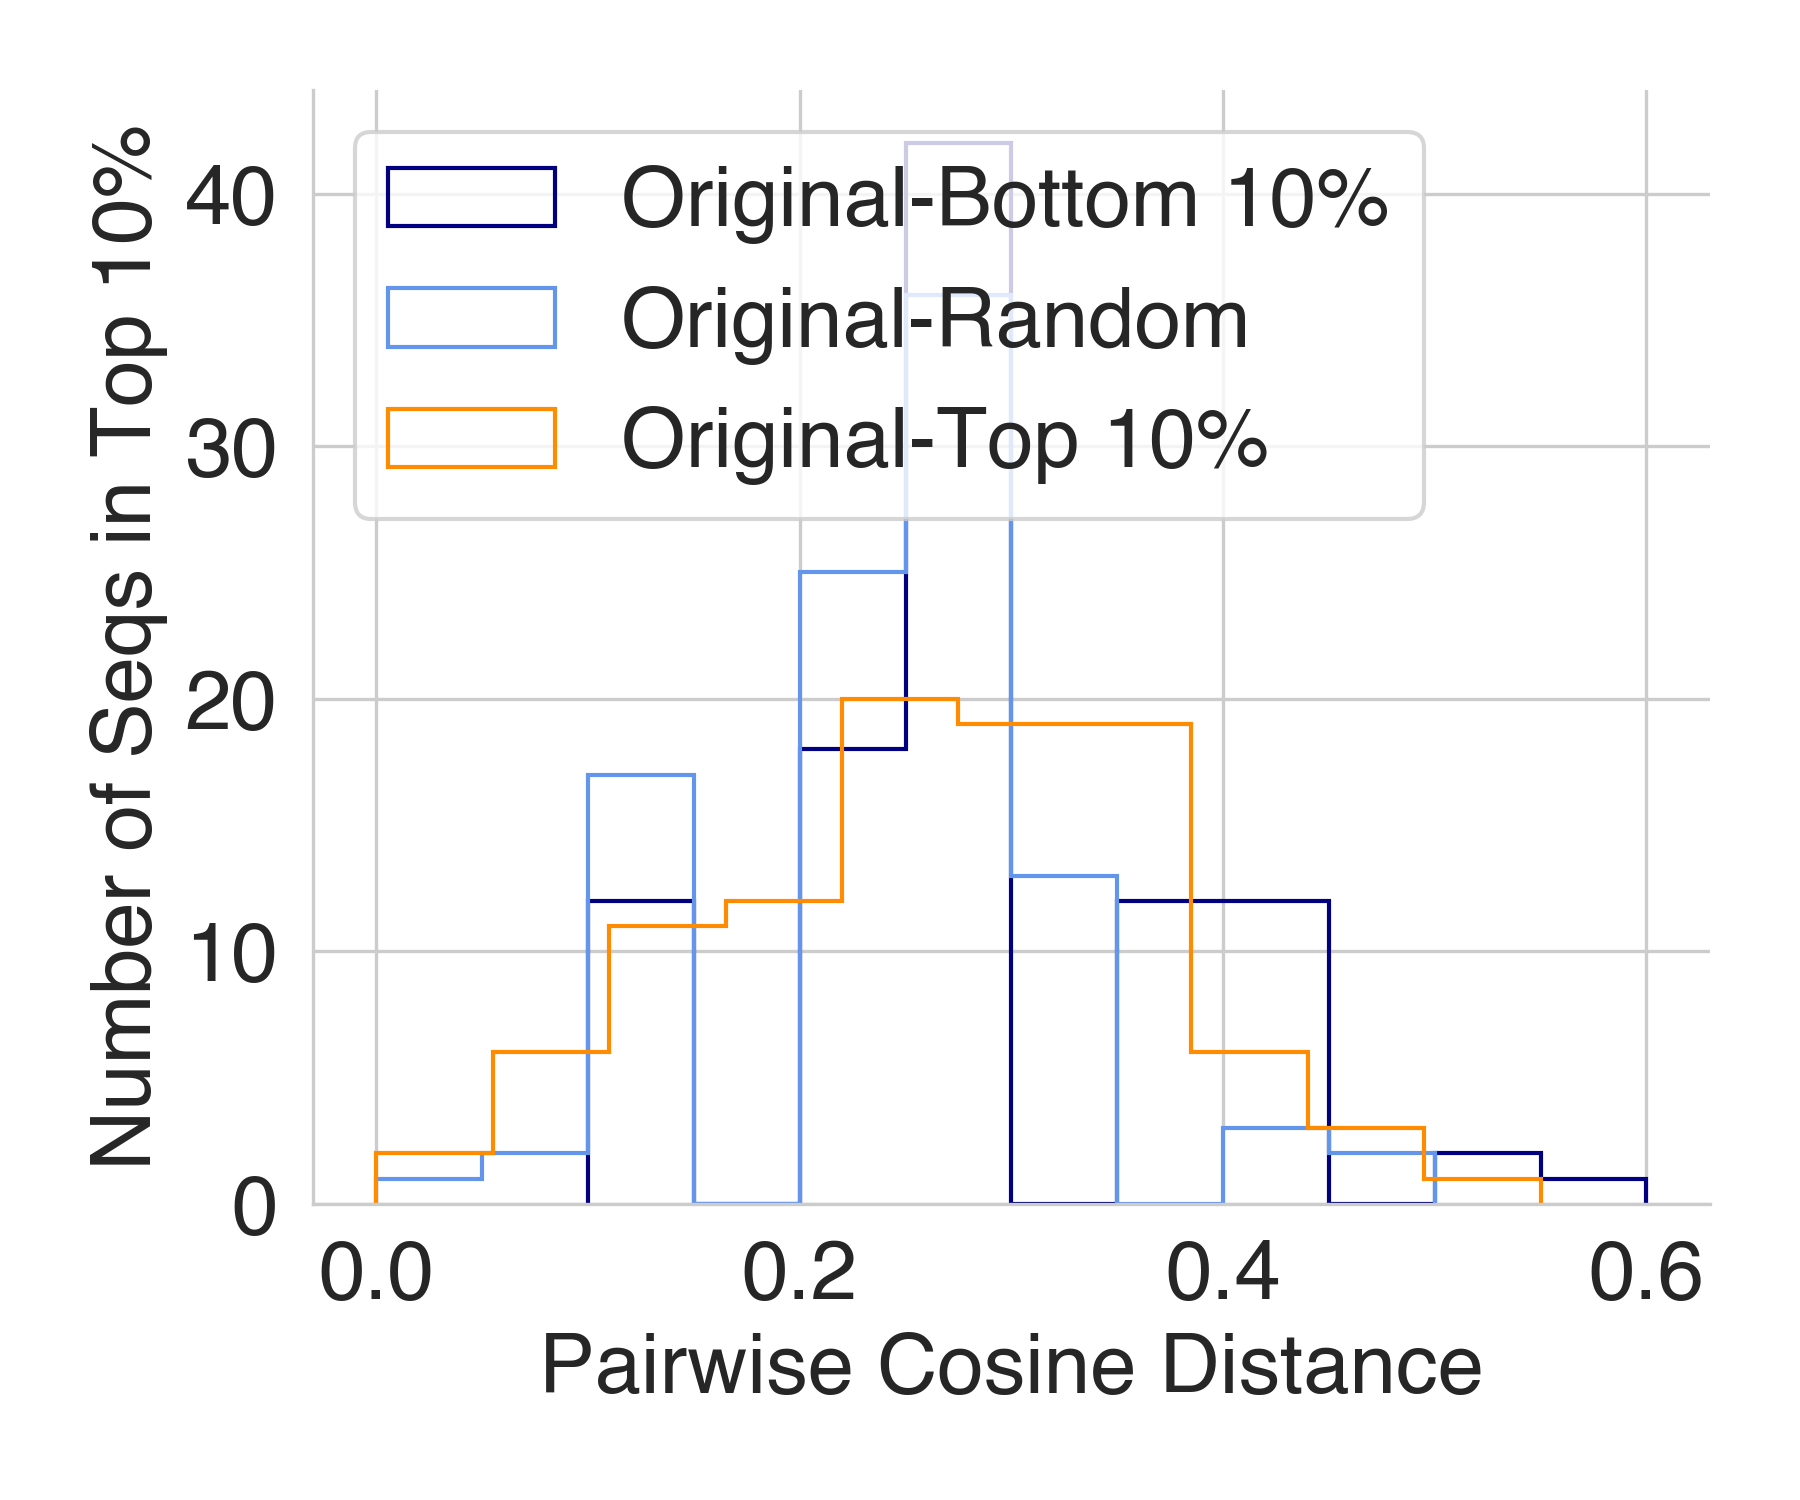 Number of Seqs in Top 10%
40
30
20
10
0
Original-Bottom 10%
Original-Random
Original-Top 10%
0.0 0.2 0.4 0.6
Pairwise Cosine Distance